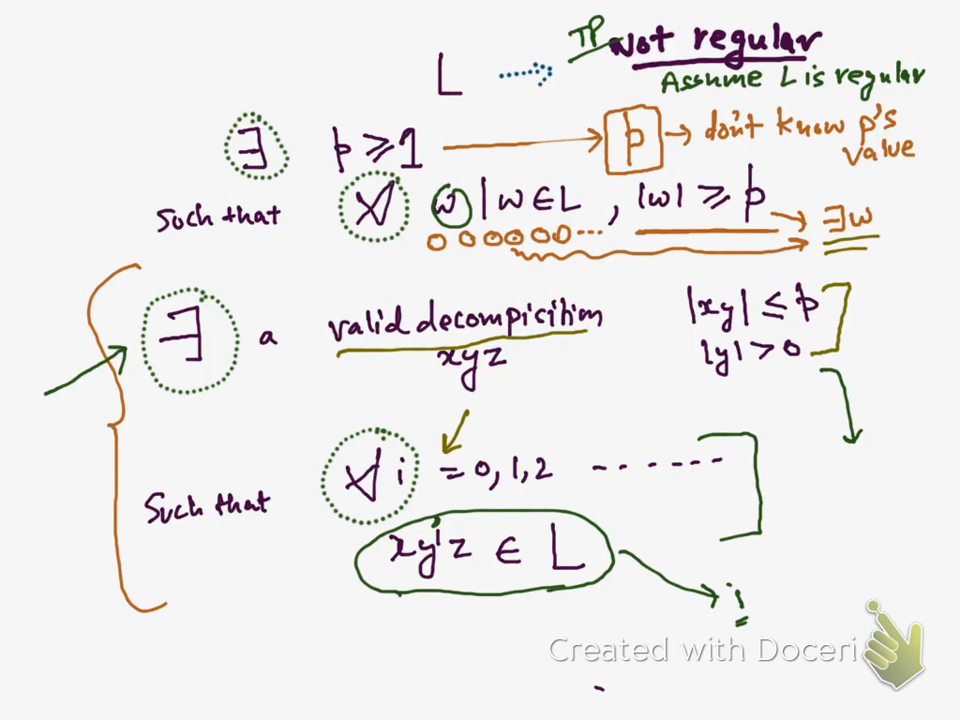 TP Not regular
L
Assume L is regular
∃ p ≥ 1 p → don't know p's
value
Such that ∀ w | w ∈ L , |w| ≥ p ∃w
∃ a valid decompicition |xy| ≤ p
xyz |y| > 0
∀ i = 0, 1, 2 - - - - - -
Such that
xyⁱz ∈ L
i
Created with Doceri